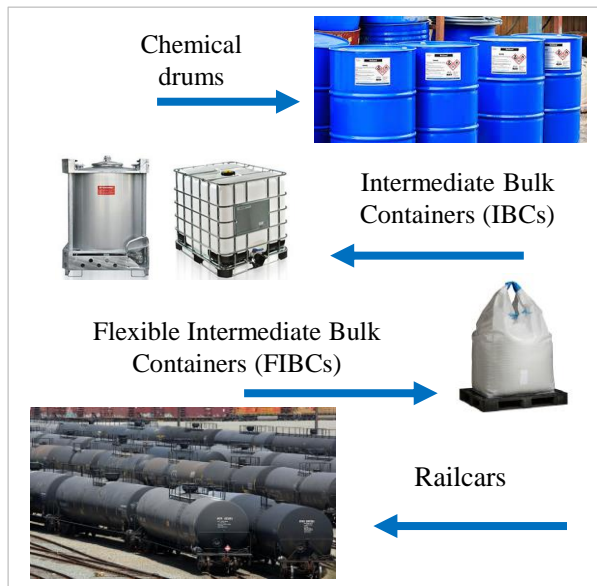 Chemical
drums
Intermediate Bulk
Containers (IBCs)
Flexible Intermediate Bulk
Containers (FIBCs)
Railcars